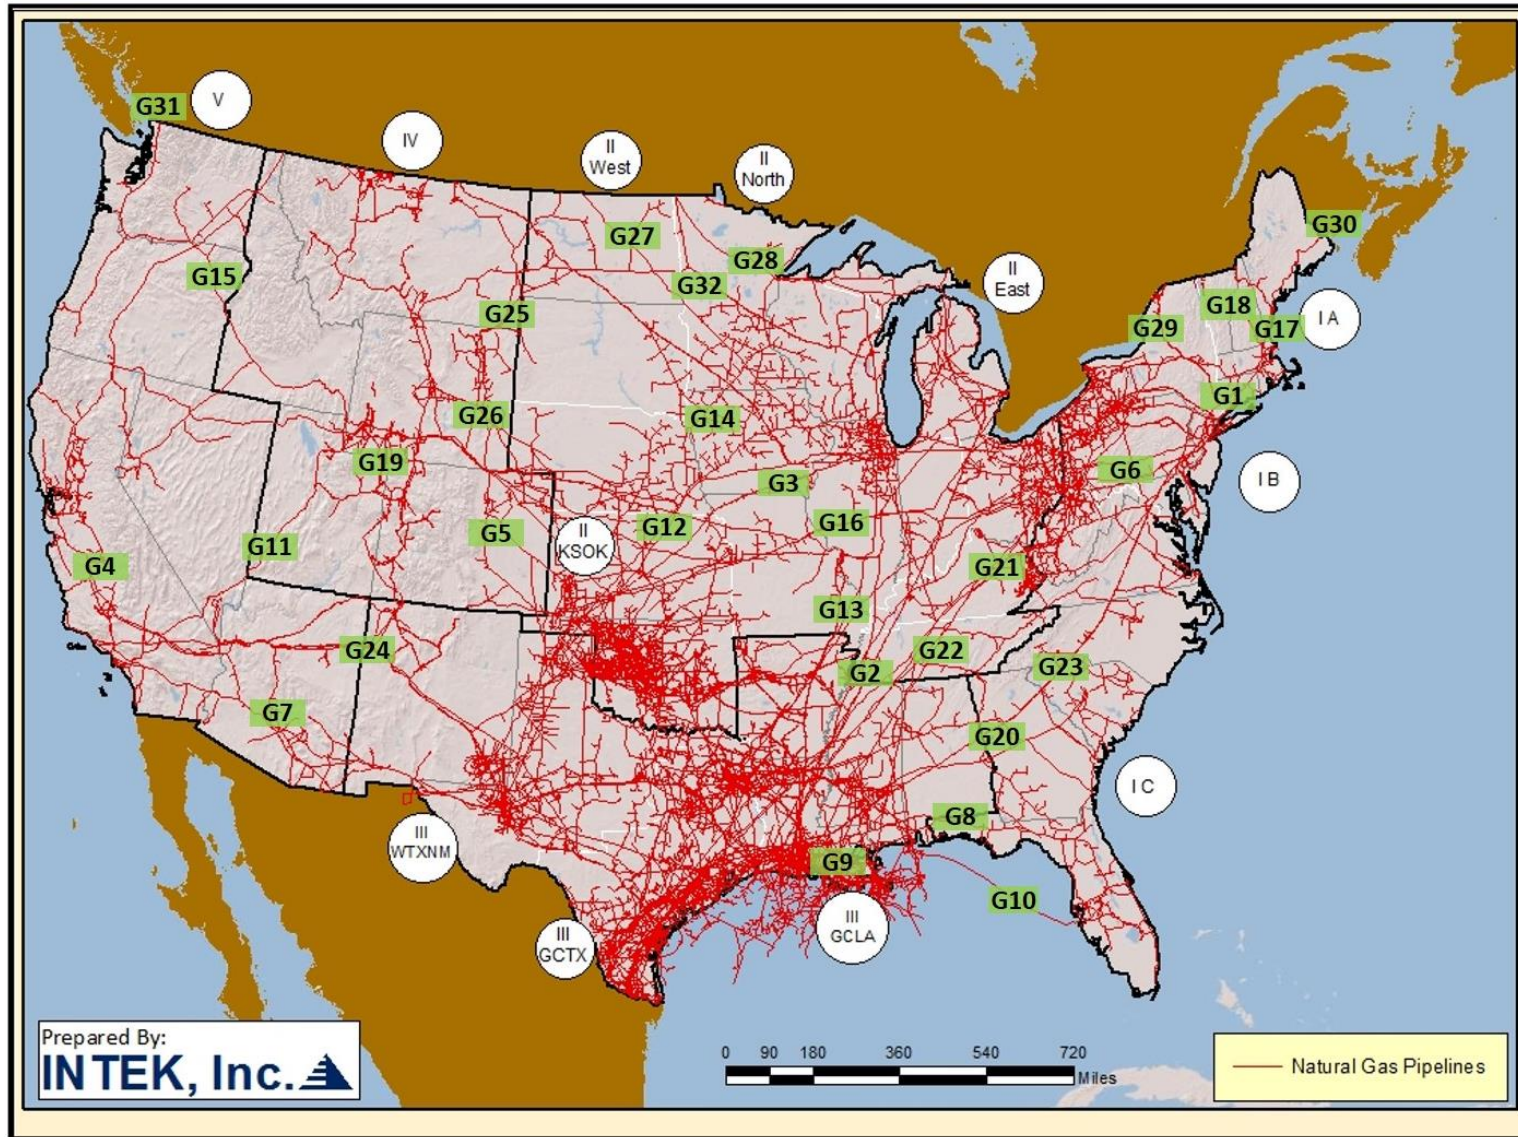 G31
V
IV
II
West
II
North
G27
G30
G28
G15
G32
II
East
G18
I A
G25
G29
G17
G1
G26
G14
G19
G6
G3
I B
G12
G16
G5
II
KSOK
G11
G4
G21
G13
G24
G22
G2
G23
G7
G20
I C
G8
III
WTXNM
G9
G10
III
GCLA
III
GCTX
Prepared By:
INTEK, Inc.
0 90 180 360 540 720
Miles
Natural Gas Pipelines